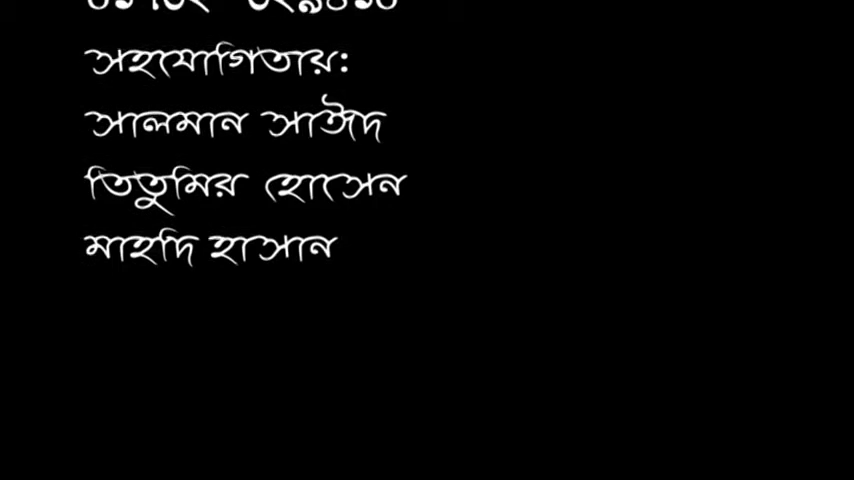 সহযোগিতায়:
সালমান সাঈদ
তিতুমির হোসেন
মাহদি হাসান